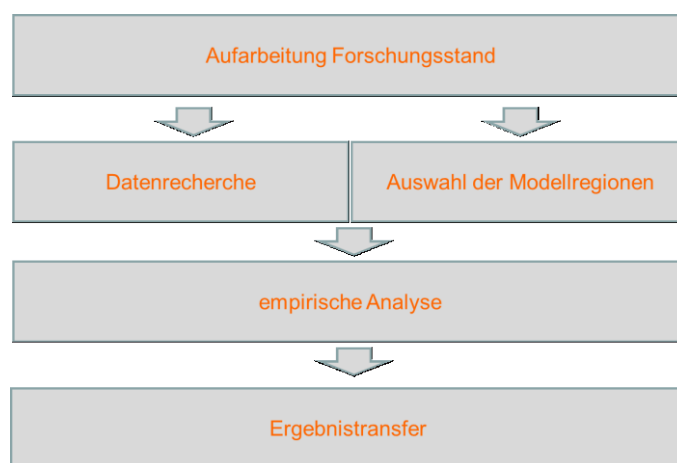 Aufarbeitung Forschungsstand
Datenrecherche
Auswahl der Modellregionen
empirische Analyse
Ergebnistransfer